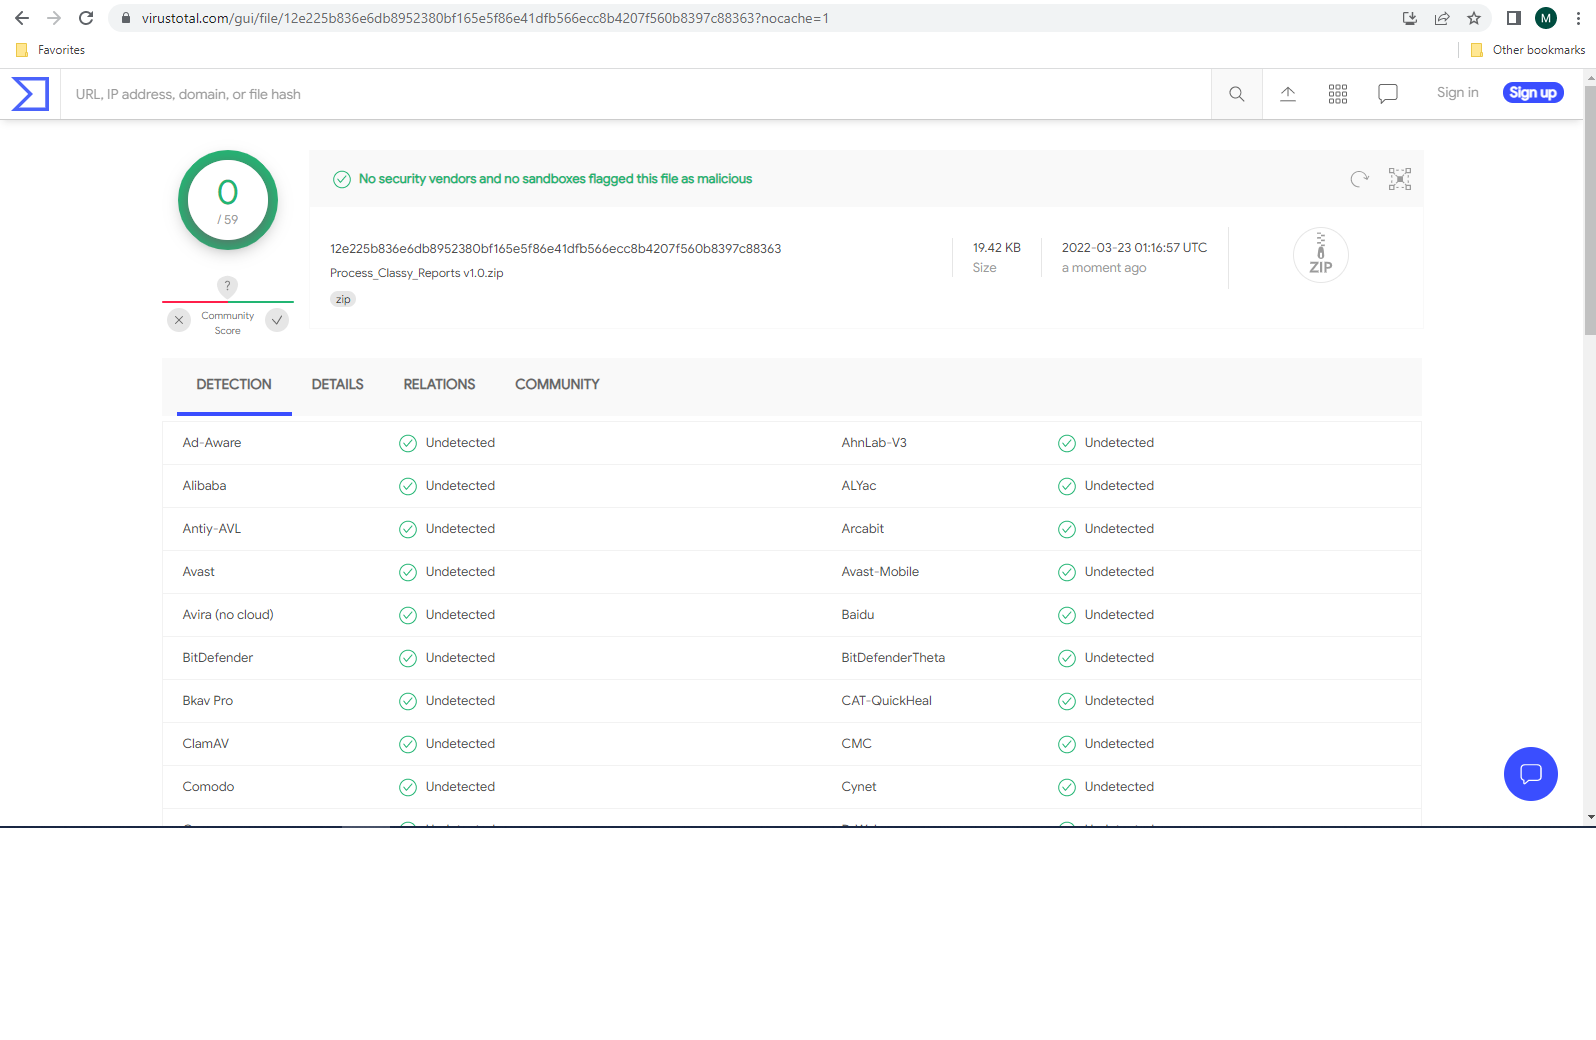 virustotal.com/gui/file/12e225b836e6db8952380bf165e5f86e41dfb566ecc8b4207f560b8397c88363?nocache=1
M
Favorites
Other bookmarks
URL, IP address, domain, or file hash
Sign in
Sign up
0
/ 59
No security vendors and no sandboxes flagged this file as malicious
12e225b836e6db8952380bf165e5f86e41dfb566ecc8b4207f560b8397c88363
Process_Classy_Reports v1.0.zip
zip
19.42 KB
Size
2022-03-23 01:16:57 UTC
a moment ago
ZIP
?
Community
Score
DETECTION DETAILS RELATIONS COMMUNITY
Ad-Aware Undetected AhnLab-V3 Undetected
Alibaba Undetected ALYac Undetected
Antiy-AVL Undetected Arcabit Undetected
Avast Undetected Avast-Mobile Undetected
Avira (no cloud) Undetected Baidu Undetected
BitDefender Undetected BitDefenderTheta Undetected
Bkav Pro Undetected CAT-QuickHeal Undetected
ClamAV Undetected CMC Undetected
Comodo Undetected Cynet Undetected